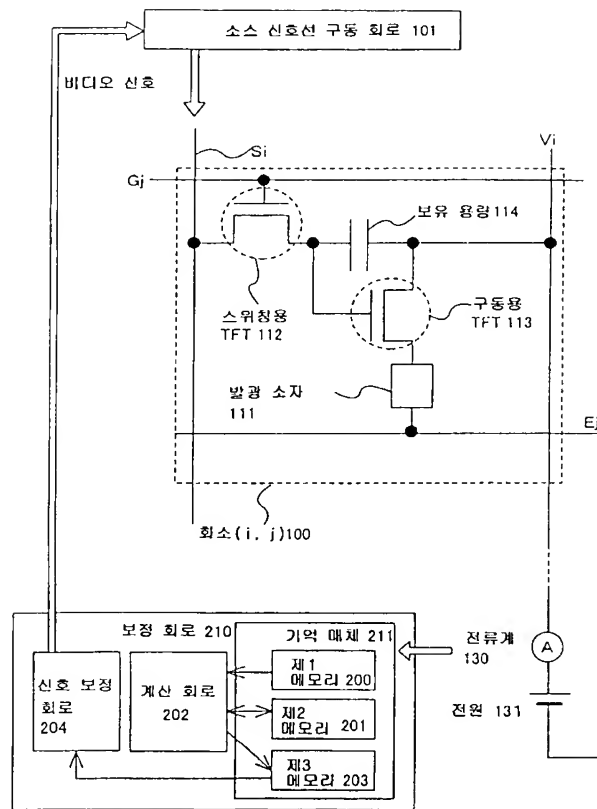 소스 신호선 구동 회로 101
비디오 신호
Si
Vi
Gj
보유 용량114
스위칭용
TFT 112
구동용
TFT 113
발광 소자
111
Ej
화소(i, j)100
보정 회로 210
기억 매체 211
전류계
130
A
신호 보정
회로
204
계산 회로
202
제1
메모리 200
제2
메모리 201
제3
메모리 203
전원 131